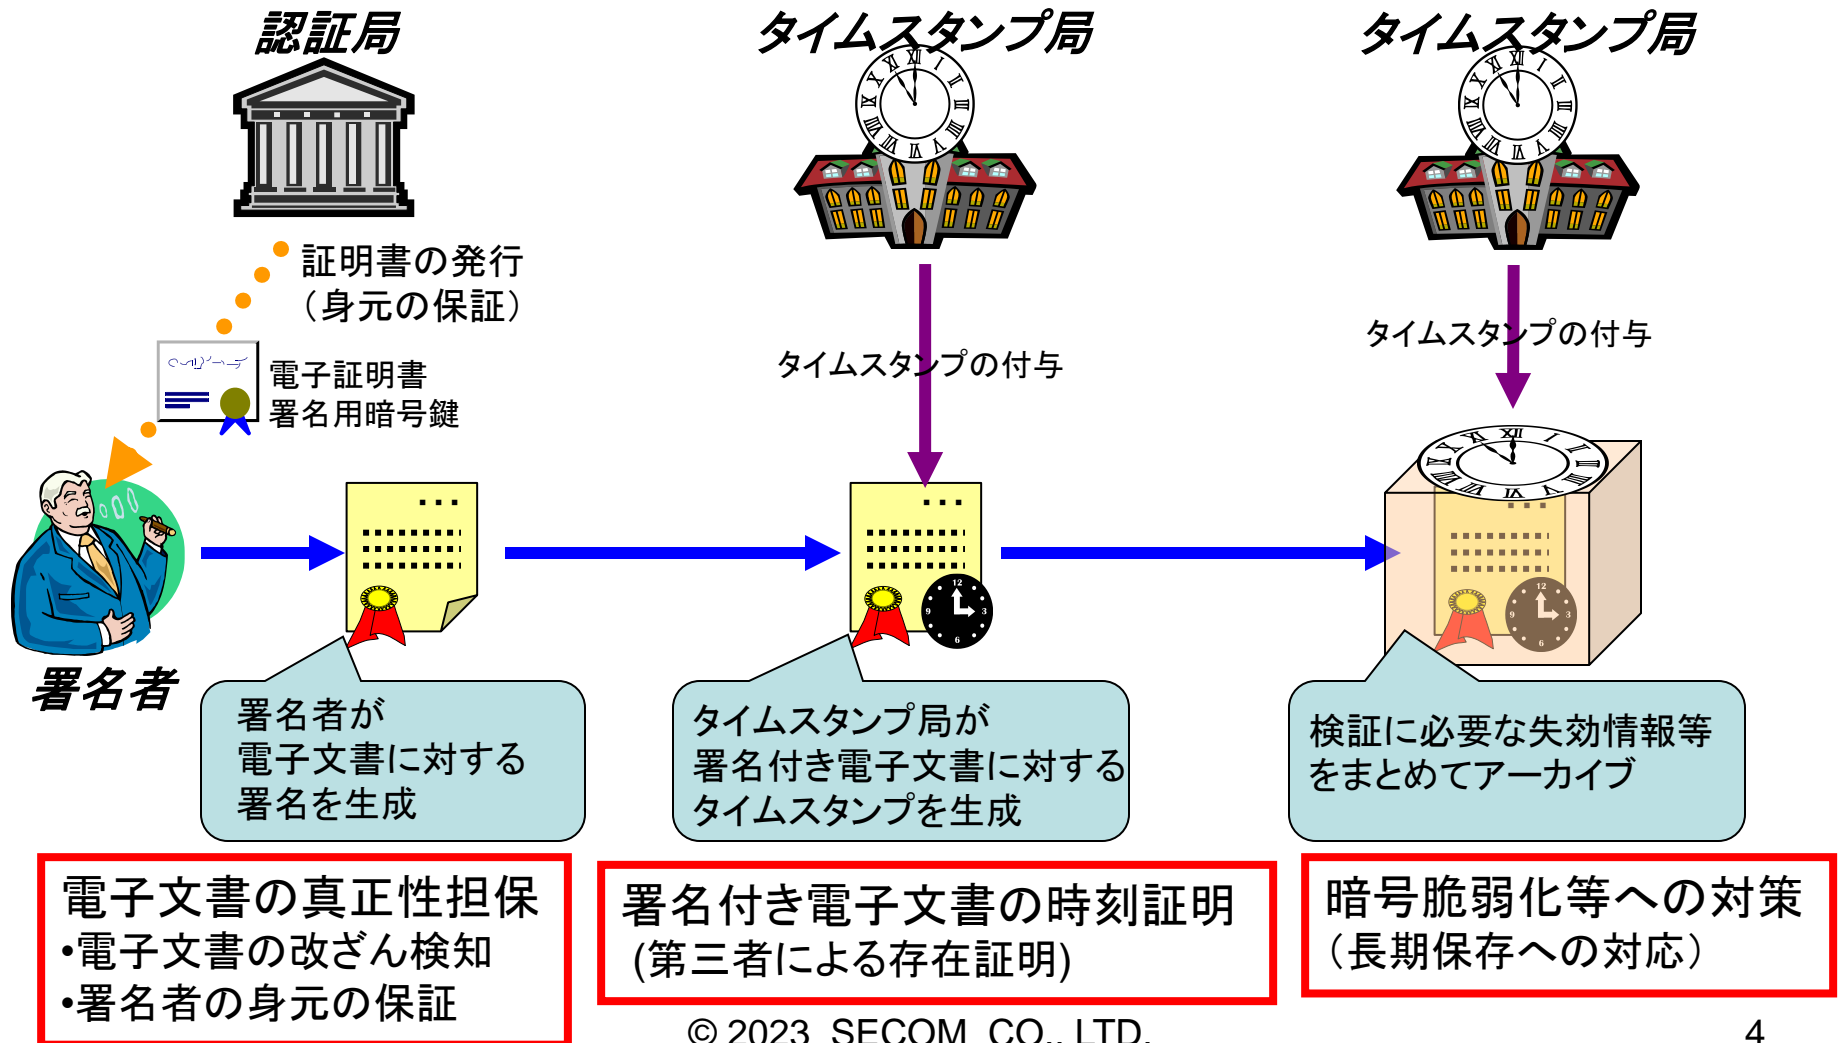 認証局
タイムスタンプ局
タイムスタンプ局
証明書の発行
（身元の保証）
電子証明書
署名用暗号鍵
タイムスタンプの付与
タイムスタンプの付与
署名者
署名者が
電子文書に対する
署名を生成
タイムスタンプ局が
署名付き電子文書に対する
タイムスタンプを生成
検証に必要な失効情報等
をまとめてアーカイブ
電子文書の真正性担保
•電子文書の改ざん検知
•署名者の身元の保証
署名付き電子文書の時刻証明
(第三者による存在証明)
暗号脆弱化等への対策
（長期保存への対応）
© 2023 SECOM CO., LTD.
4